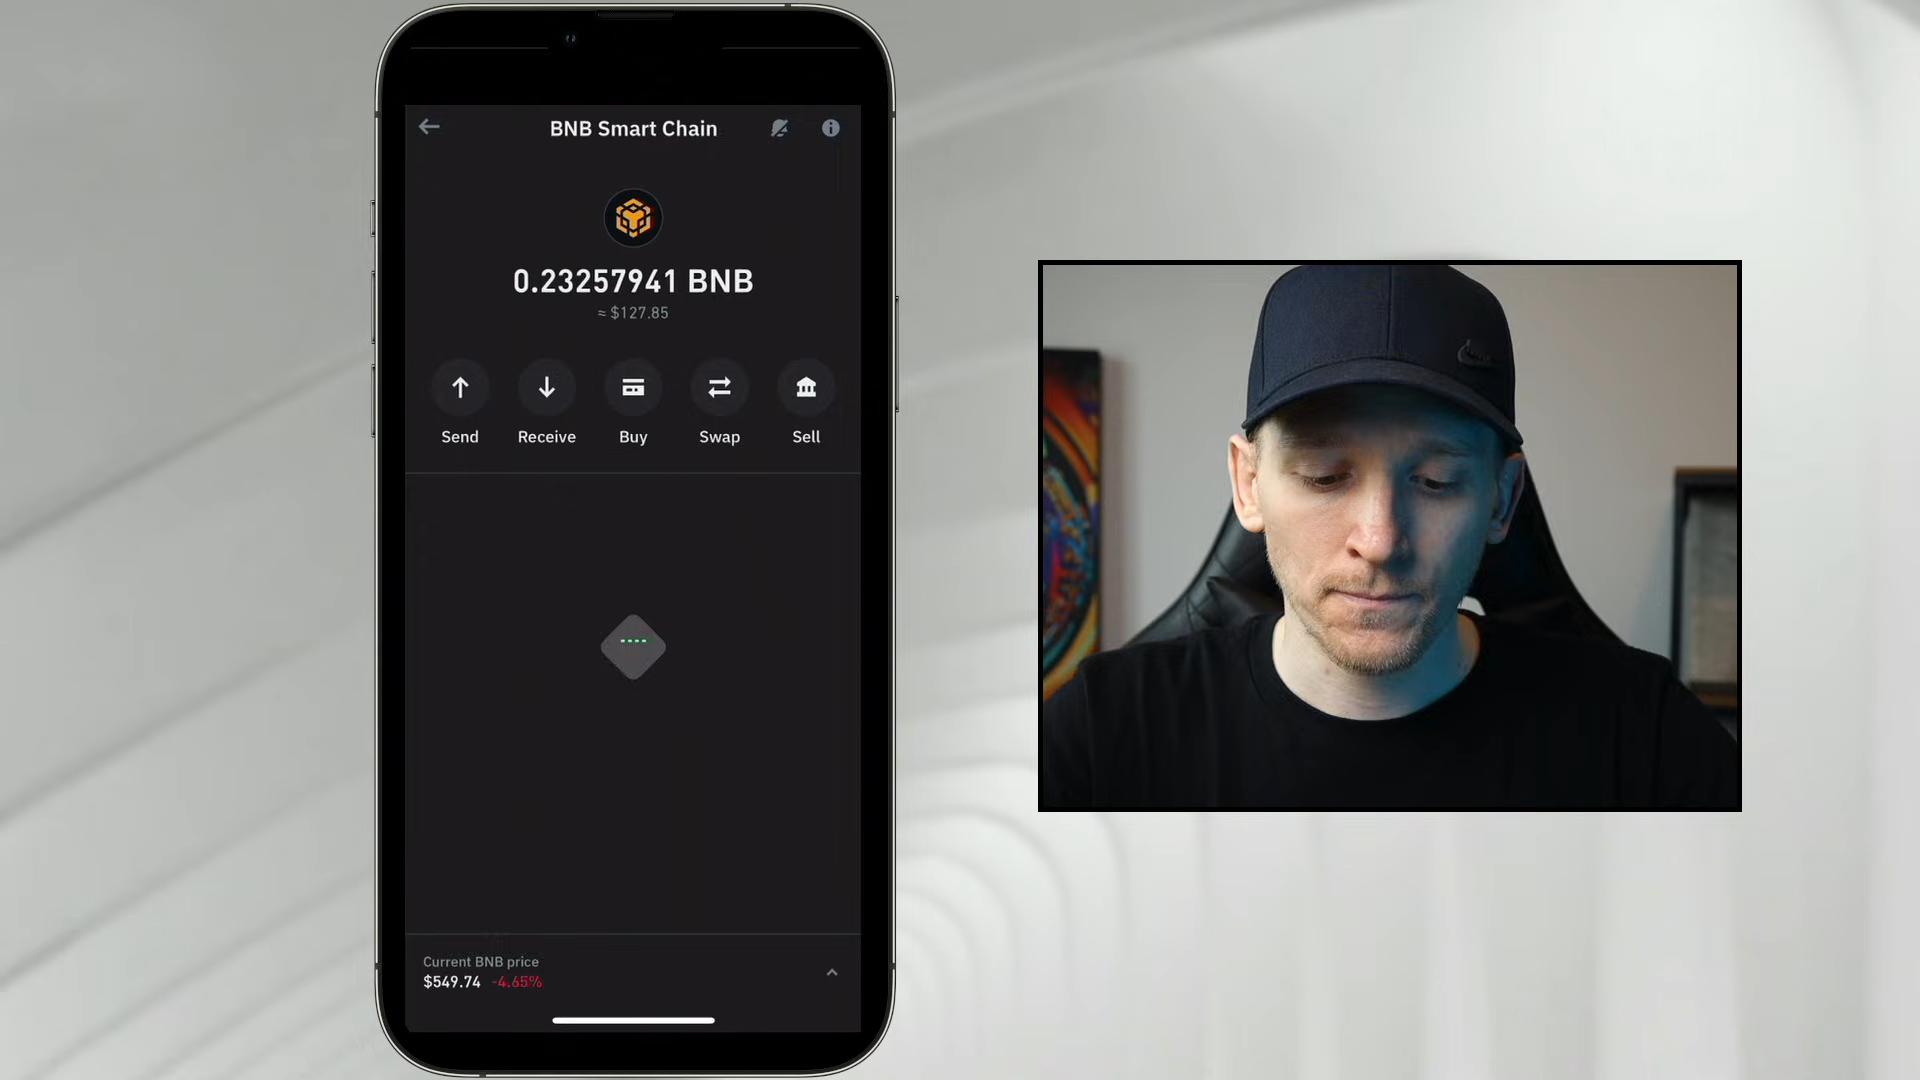 BNB Smart Chain
0.23257941 BNB
≈ $127.85
Send Receive Buy Swap Sell
Current BNB price
$549.74 -4.65%